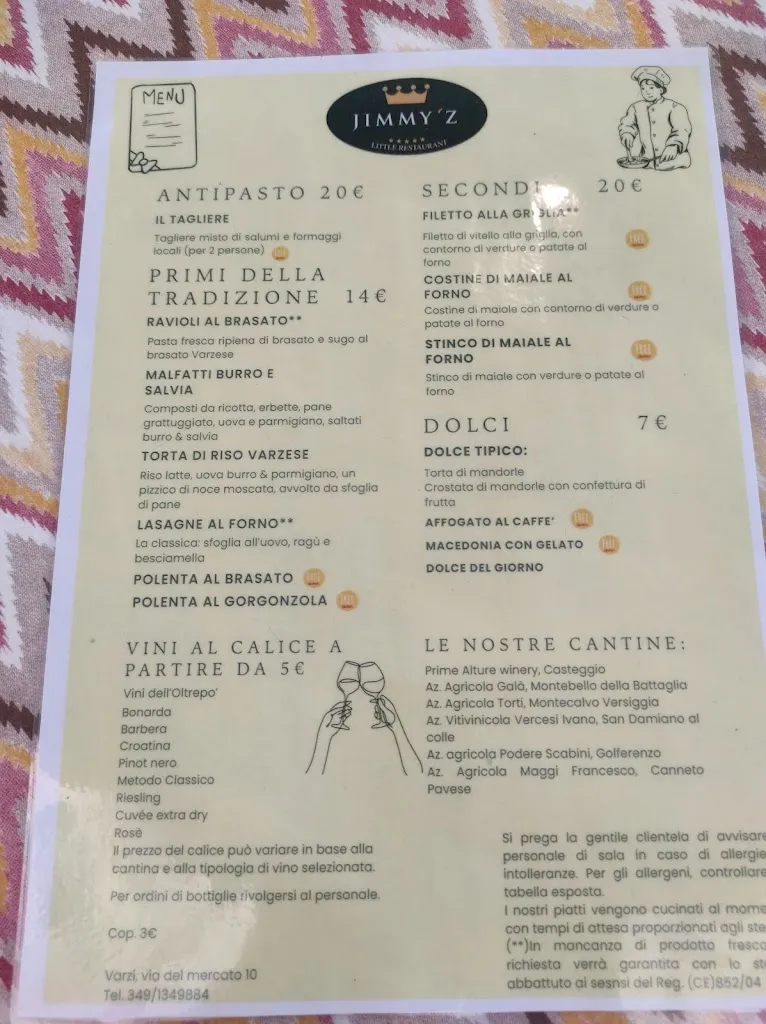 MENU
JIMMY'Z
LITTLE RESTAURANT
ANTIPASTO 20€
IL TAGLIERE
Tagliere misto di salumi e formaggi
locali (per 2 persone)
PRIMI DELLA
TRADIZIONE 14€
RAVIOLI AL BRASATO**
Pasta fresca ripiena di brasato e sugo al
brasato Varzese
MALFATTI BURRO E
SALVIA
Composti da ricotta, erbette, pane
grattuggiato, uova e parmigiano, saltati
burro & salvia
TORTA DI RISO VARZESE
Riso latte, uova burro & parmigiano, un
pizzico di noce moscata, avvolto da sfoglia
di pane
LASAGNE AL FORNO**
La classica: sfoglia all'uovo, ragù e
besciamella
POLENTA AL BRASATO
POLENTA AL GORGONZOLA
SECONDI 20€
FILETTO ALLA GRIGLIA**
Filetto di vitello alla griglia, con
contorno di verdure o patate al
forno
COSTINE DI MAIALE AL
FORNO
Costine di maiale con contorno di verdure o
patate al forno
STINCO DI MAIALE AL
FORNO
Stinco di maiale con verdure o patate al
forno
DOLCI 7€
DOLCE TIPICO:
Torta di mandorle
Crostata di mandorle con confettura di
frutta
AFFOGATO AL CAFFE'
MACEDONIA CON GELATO
DOLCE DEL GIORNO
VINI AL CALICE A
PARTIRE DA 5€
Vini dell'Oltrepo'
Bonarda
Barbera
Croatina
Pinot nero
Metodo Classico
Riesling
Cuvée extra dry
Rosé
Il prezzo del calice può variare in base alla
cantina e alla tipologia di vino selezionata.
Per ordini di bottiglie rivolgersi al personale.
Cop. 3€
Varzi, via del mercato 10
Tel. 349/1349884
LE NOSTRE CANTINE:
Prime Alture winery, Casteggio
Az. Agricola Galà, Montebello della Battaglia
Az. Agricola Torti, Montecalvo Versiggia
Az. Vitivinicola Vercesi Ivano, San Damiano al
colle
Az. agricola Podere Scabini, Golferenzo
Az. Agricola Maggi Francesco, Canneto
Pavese
Si prega la gentile clientela di avvisare
personale di sala in caso di allergie
intolleranze. Per gli allergeni, controllare
tabella esposta.
I nostri piatti vengono cucinati al mome
con tempi di attesa proporzionati agli ste
(**)In mancanza di prodotto fresco
richiesta verrà garantita con lo st
abbattuto ai sesnsi del Reg. (CE)852/04